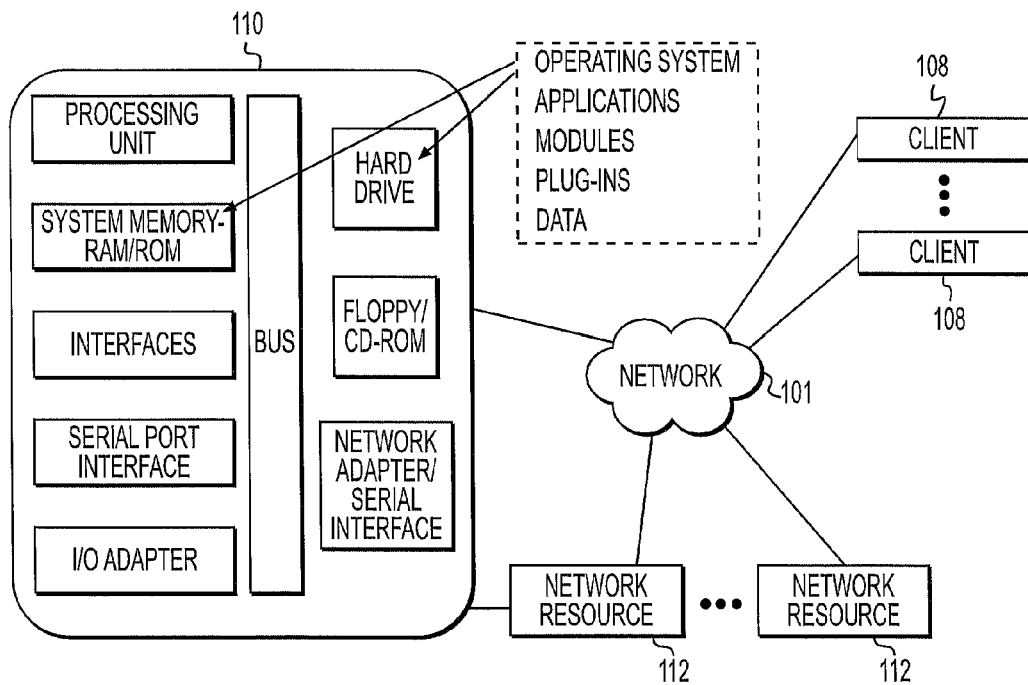 110
PROCESSING
UNIT
SYSTEM MEMORY-
RAM/ROM
INTERFACES
SERIAL PORT
INTERFACE
I/O ADAPTER
BUS
HARD
DRIVE
FLOPPY/
CD-ROM
NETWORK
ADAPTER/
SERIAL
INTERFACE
OPERATING SYSTEM
APPLICATIONS
MODULES
PLUG-INS
DATA
108
CLIENT
CLIENT
108
NETWORK
101
NETWORK
RESOURCE
112
NETWORK
RESOURCE
112